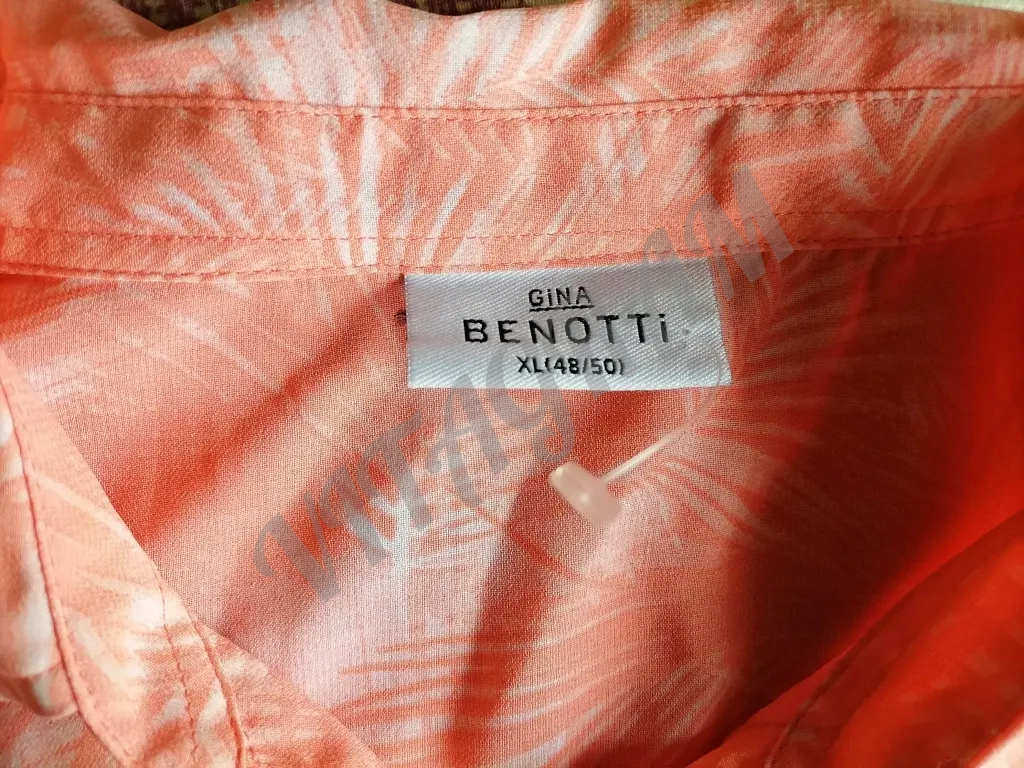 GiNA
BENOTTi
XL(48/50)